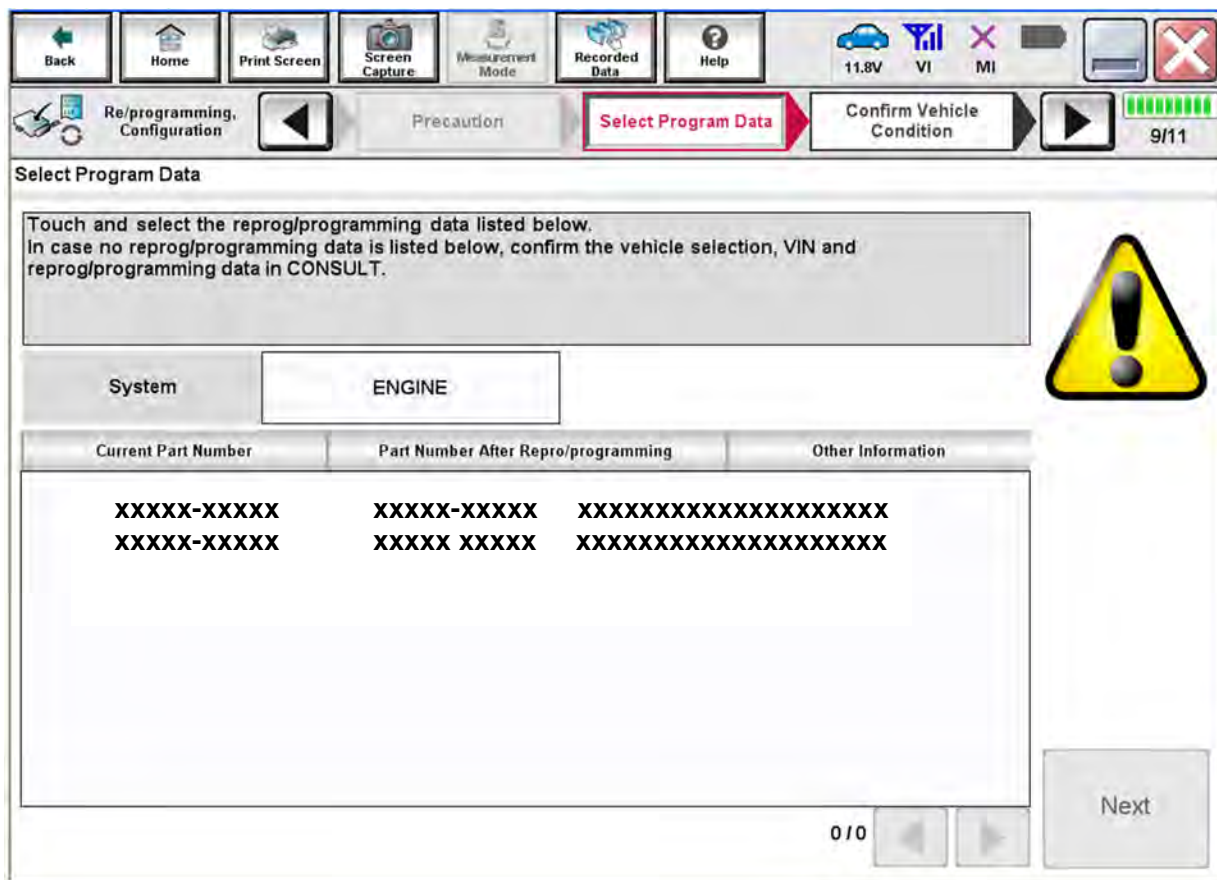 Back
Home
Print Screen
Screen
Capture
Measurement
Mode
Recorded
Data
Help
11.8V
VI
MI
Re/programming,
Configuration
Precaution
Select Program Data
Confirm Vehicle
Condition
9/11
Select Program Data
Touch and select the reprog/programming data listed below.
In case no reprog/programming data is listed below, confirm the vehicle selection, VIN and
reprog/programming data in CONSULT.
System
ENGINE
Current Part Number
Part Number After Repro/programming
Other Information
XXXXX-XXXXX XXXXX-XXXXX XXXXXXXXXXXXXXXXXXXX
XXXXX-XXXXX XXXXX XXXXX XXXXXXXXXXXXXXXXXXXX
0/0
Next